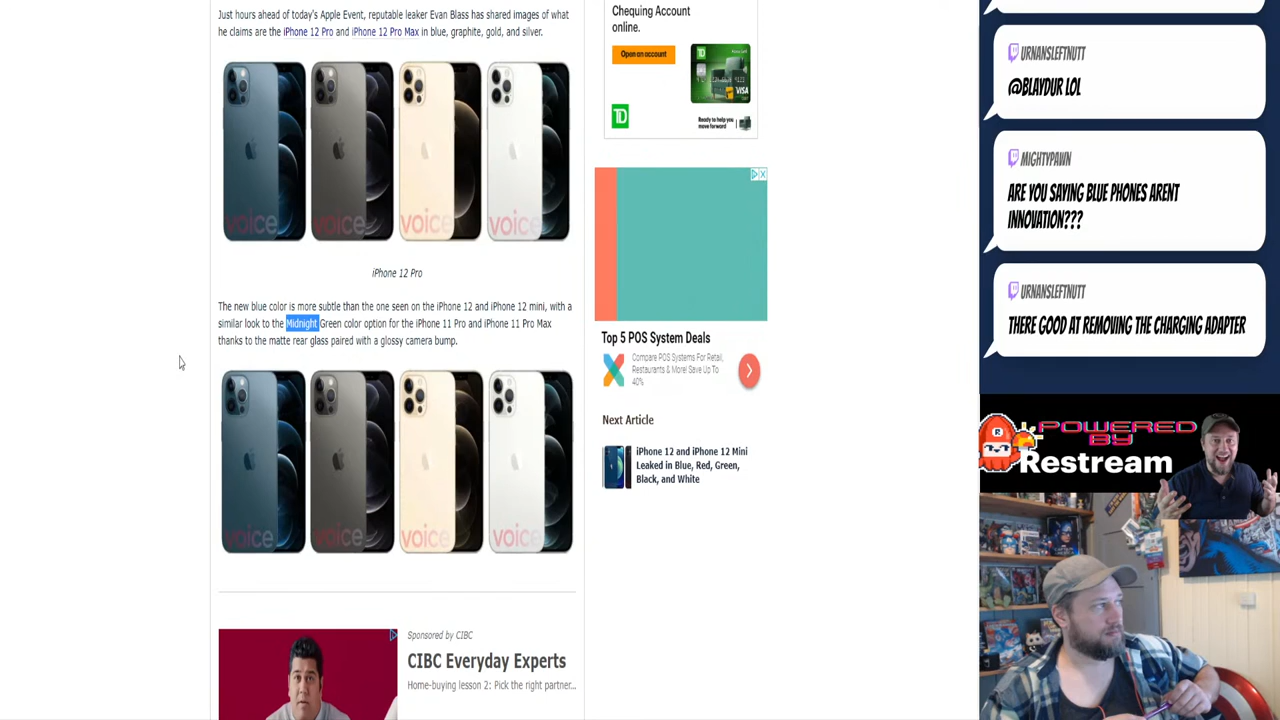 Just hours ahead of today's Apple Event, reputable leaker Evan Blass has shared images of what
he claims are the iPhone 12 Pro and iPhone 12 Pro Max in blue, graphite, gold, and silver.
voice voice voice voice
iPhone 12 Pro
The new blue color is more subtle than the one seen on the iPhone 12 and iPhone 12 mini, with a
similar look to the Midnight Green color option for the iPhone 11 Pro and iPhone 11 Pro Max
thanks to the matte rear glass paired with a glossy camera bump.
voice voice voice voice
Sponsored by CIBC
CIBC Everyday Experts
Home-buying lesson 2: Pick the right partner...
Chequing Account
online.
Open an account
TD
VISA
TD
Ready to help you
move forward
Top 5 POS System Deals
Compare POS Systems For Retail,
Restaurants & More! Save Up To
40%
Next Article
iPhone 12 and iPhone 12 Mini
Leaked in Blue, Red, Green,
Black, and White
URNANSLEFTNUTT
@BLAYDUR LOL
MIGHTYPAWN
ARE YOU SAYING BLUE PHONES ARENT
INNOVATION???
URNANSLEFTNUTT
THERE GOOD AT REMOVING THE CHARGING ADAPTER
POWERED
BY
Restream